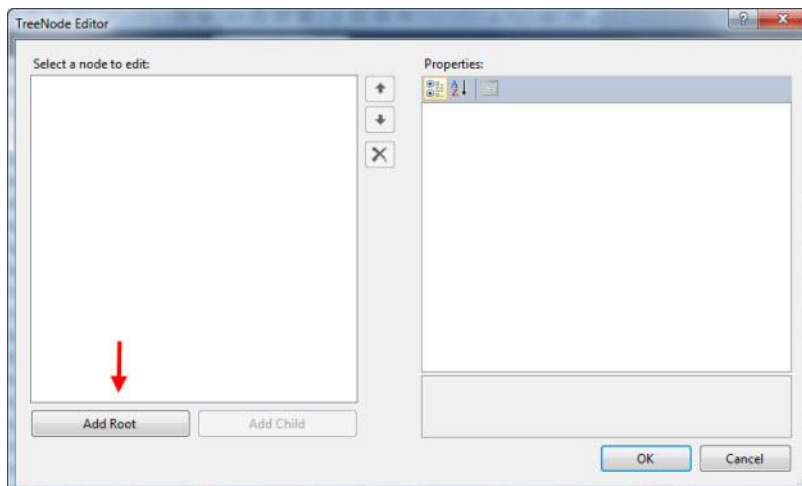 TreeNode Editor
Select a node to edit:
Properties:
Add Root
Add Child
OK
Cancel